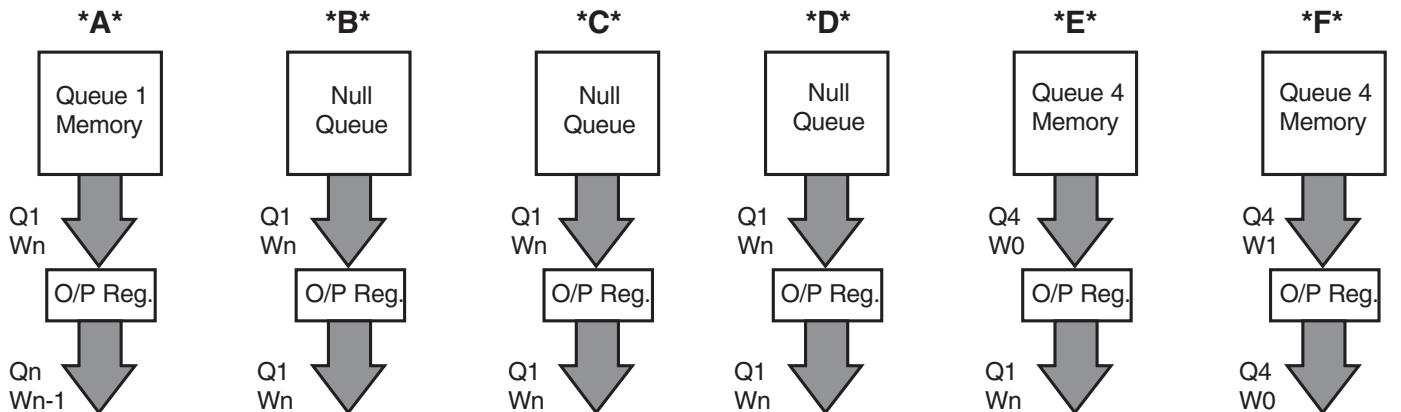 *A*
*B*
*C*
*D*
*E*
*F*
Queue 1
Memory
Null
Queue
Null
Queue
Null
Queue
Queue 4
Memory
Queue 4
Memory
Q1
Wn
Q1
Wn
Q1
Wn
Q1
Wn
Q4
W0
Q4
W1
O/P Reg.
O/P Reg.
O/P Reg.
O/P Reg.
O/P Reg.
O/P Reg.
Qn
Wn-1
Q1
Wn
Q1
Wn
Q1
Wn
Q1
Wn
Q4
W0